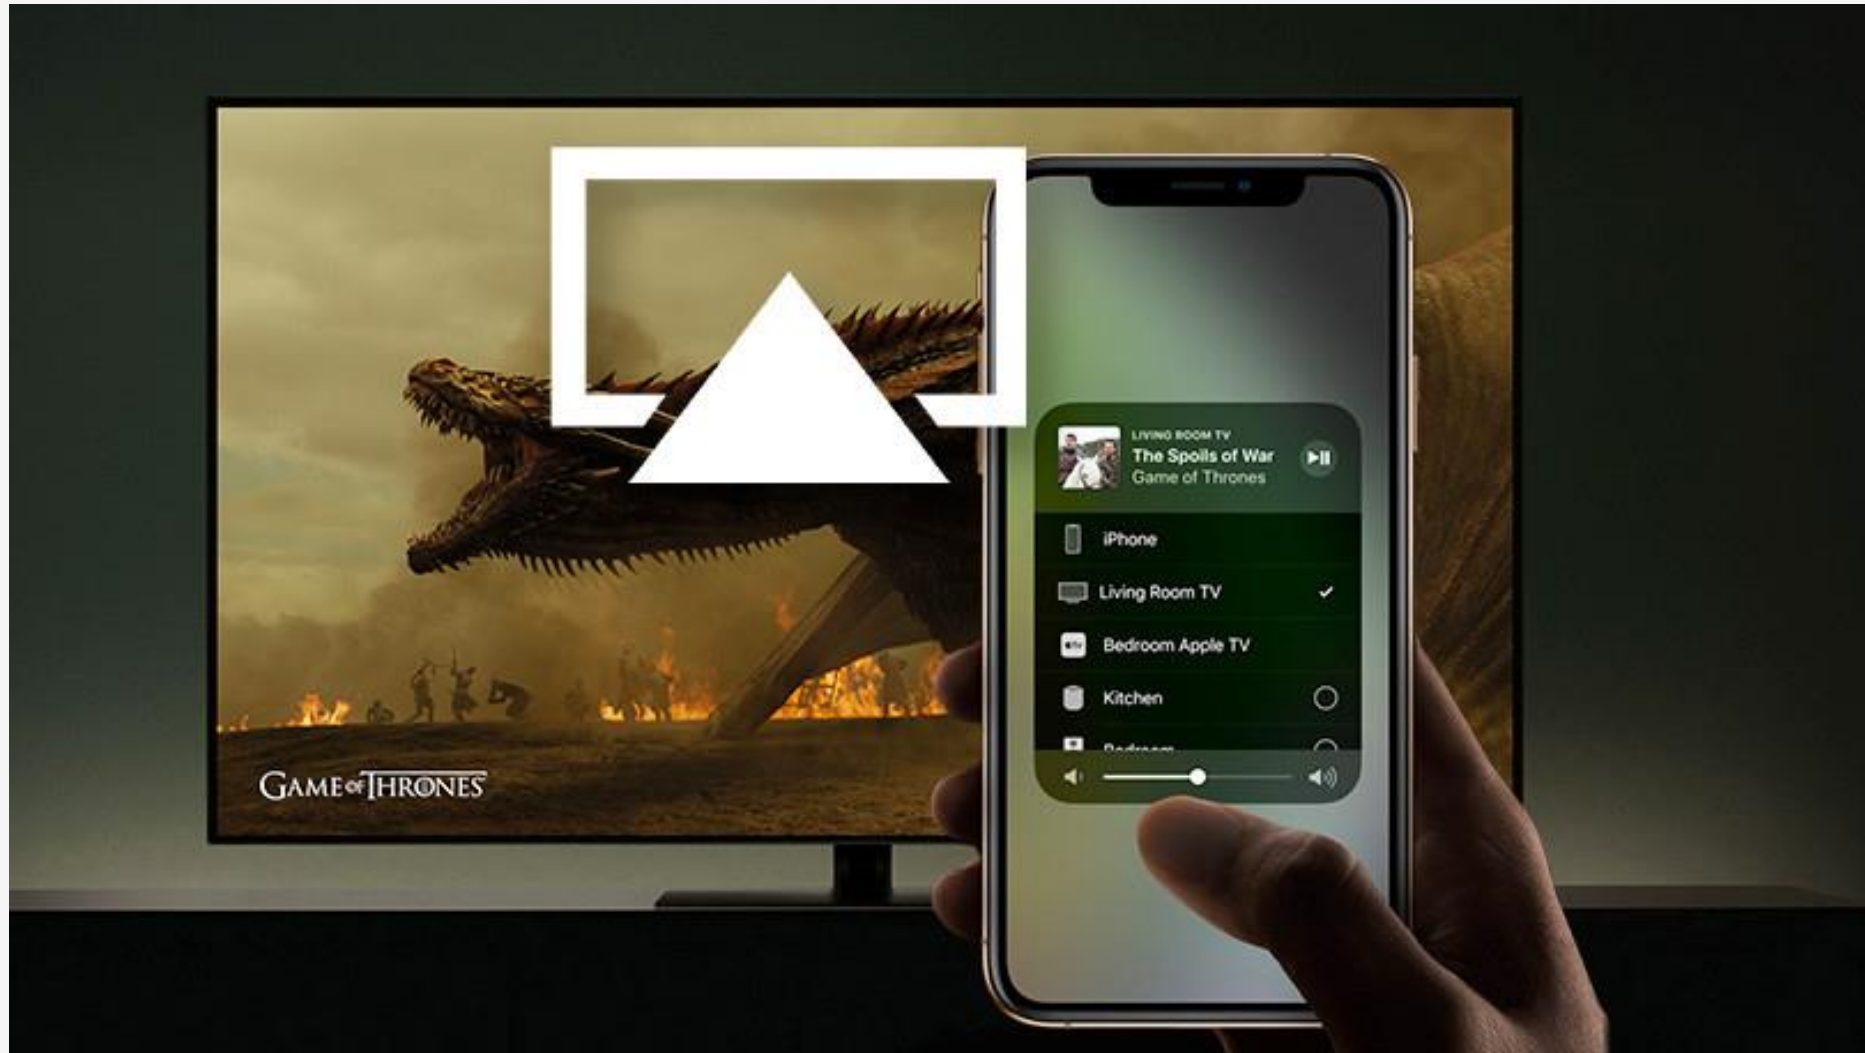 GAME OF THRONES
LIVING ROOM TV
The Spoils of War
Game of Thrones
iPhone
Living Room TV
Bedroom Apple TV
Kitchen
Bedroom